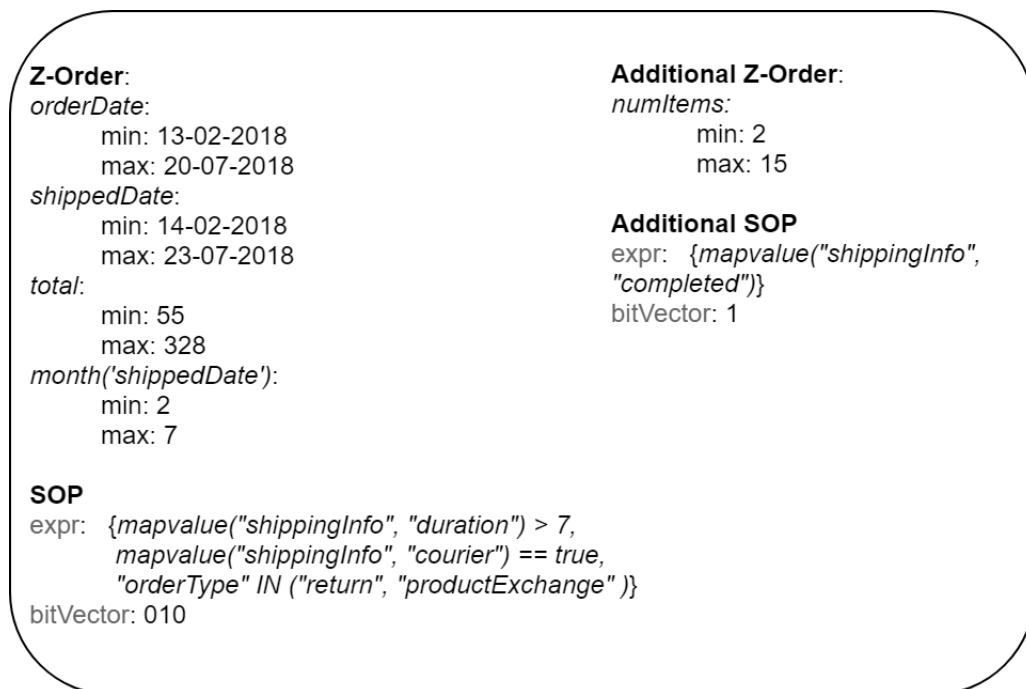 Z-Order:
orderDate:
min: 13-02-2018
max: 20-07-2018
shippedDate:
min: 14-02-2018
max: 23-07-2018
total:
min: 55
max: 328
month('shippedDate'):
min: 2
max: 7
SOP
expr: {mapvalue("shippingInfo", "duration") > 7,
mapvalue("shippingInfo", "courier") == true,
"orderType" IN ("return", "productExchange" )}
bitVector: 010
Additional Z-Order:
numItems:
min: 2
max: 15
Additional SOP
expr: {mapvalue("shippingInfo",
"completed")}
bitVector: 1